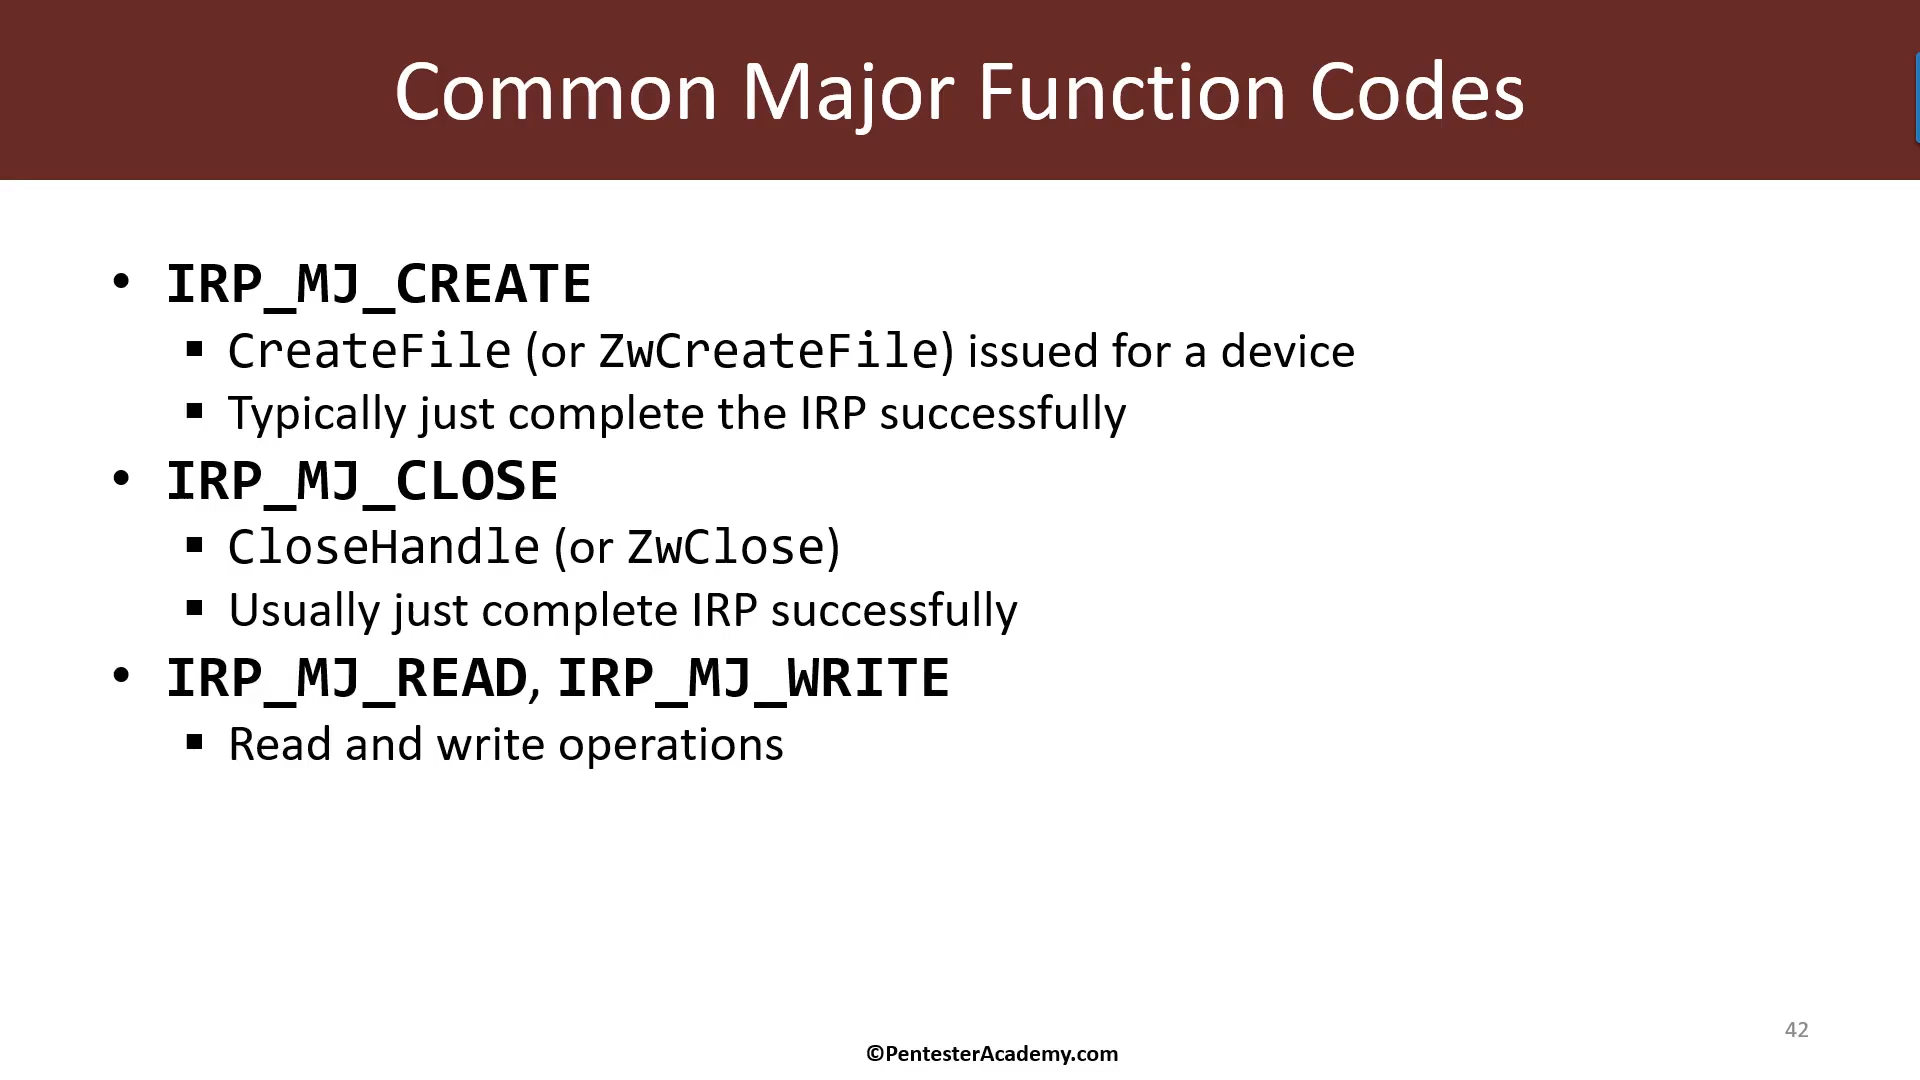 Common Major Function Codes
• IRP_MJ_CREATE
▪ CreateFile (or ZwCreateFile) issued for a device
▪ Typically just complete the IRP successfully
• IRP_MJ_CLOSE
▪ CloseHandle (or ZwClose)
▪ Usually just complete IRP successfully
• IRP_MJ_READ, IRP_MJ_WRITE
▪ Read and write operations
42
©PentesterAcademy.com